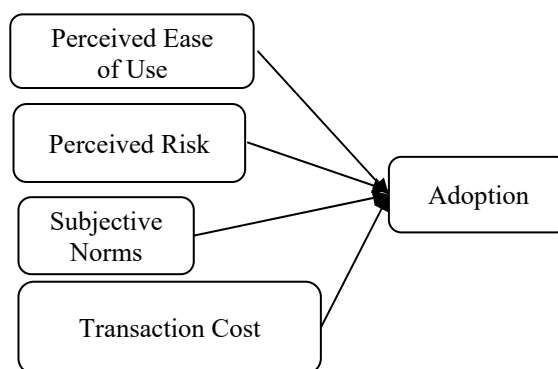 Perceived Ease
of Use
Perceived Risk
Subjective
Norms
Transaction Cost
Adoption